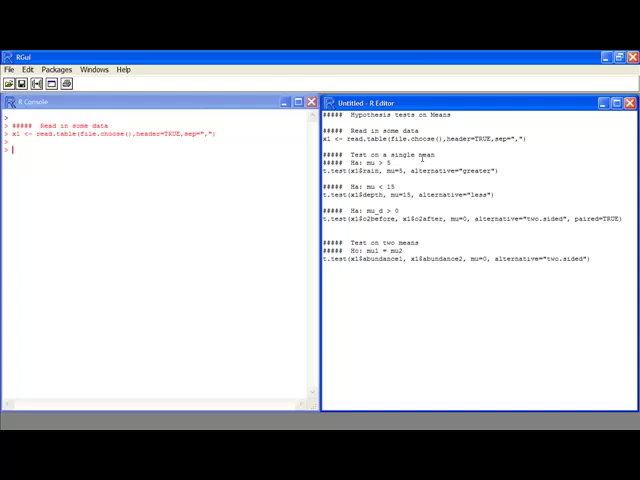 RGui
File Edit Packages Windows Help
R Console
>
> ##### Read in some data
> x1 <- read.table(file.choose(),header=TRUE,sep=",")
>
>
Untitled - R Editor
##### Hypothesis tests on Means
##### Read in some data
x1 <- read.table(file.choose(),header=TRUE,sep=",")
##### Test on a single mean
##### Ha: mu > 5
t.test(x1$rain, mu=5, alternative="greater")
##### Ha: mu < 15
t.test(x1$depth, mu=15, alternative="less")
##### Ha: mu_d > 0
t.test(x1$o2before, x1$o2after, mu=0, alternative="two.sided", paired=TRUE)
##### Test on two means
##### Ho: mu1 = mu2
t.test(x1$abundance1, x1$abundance2, mu=0, alternative="two.sided")